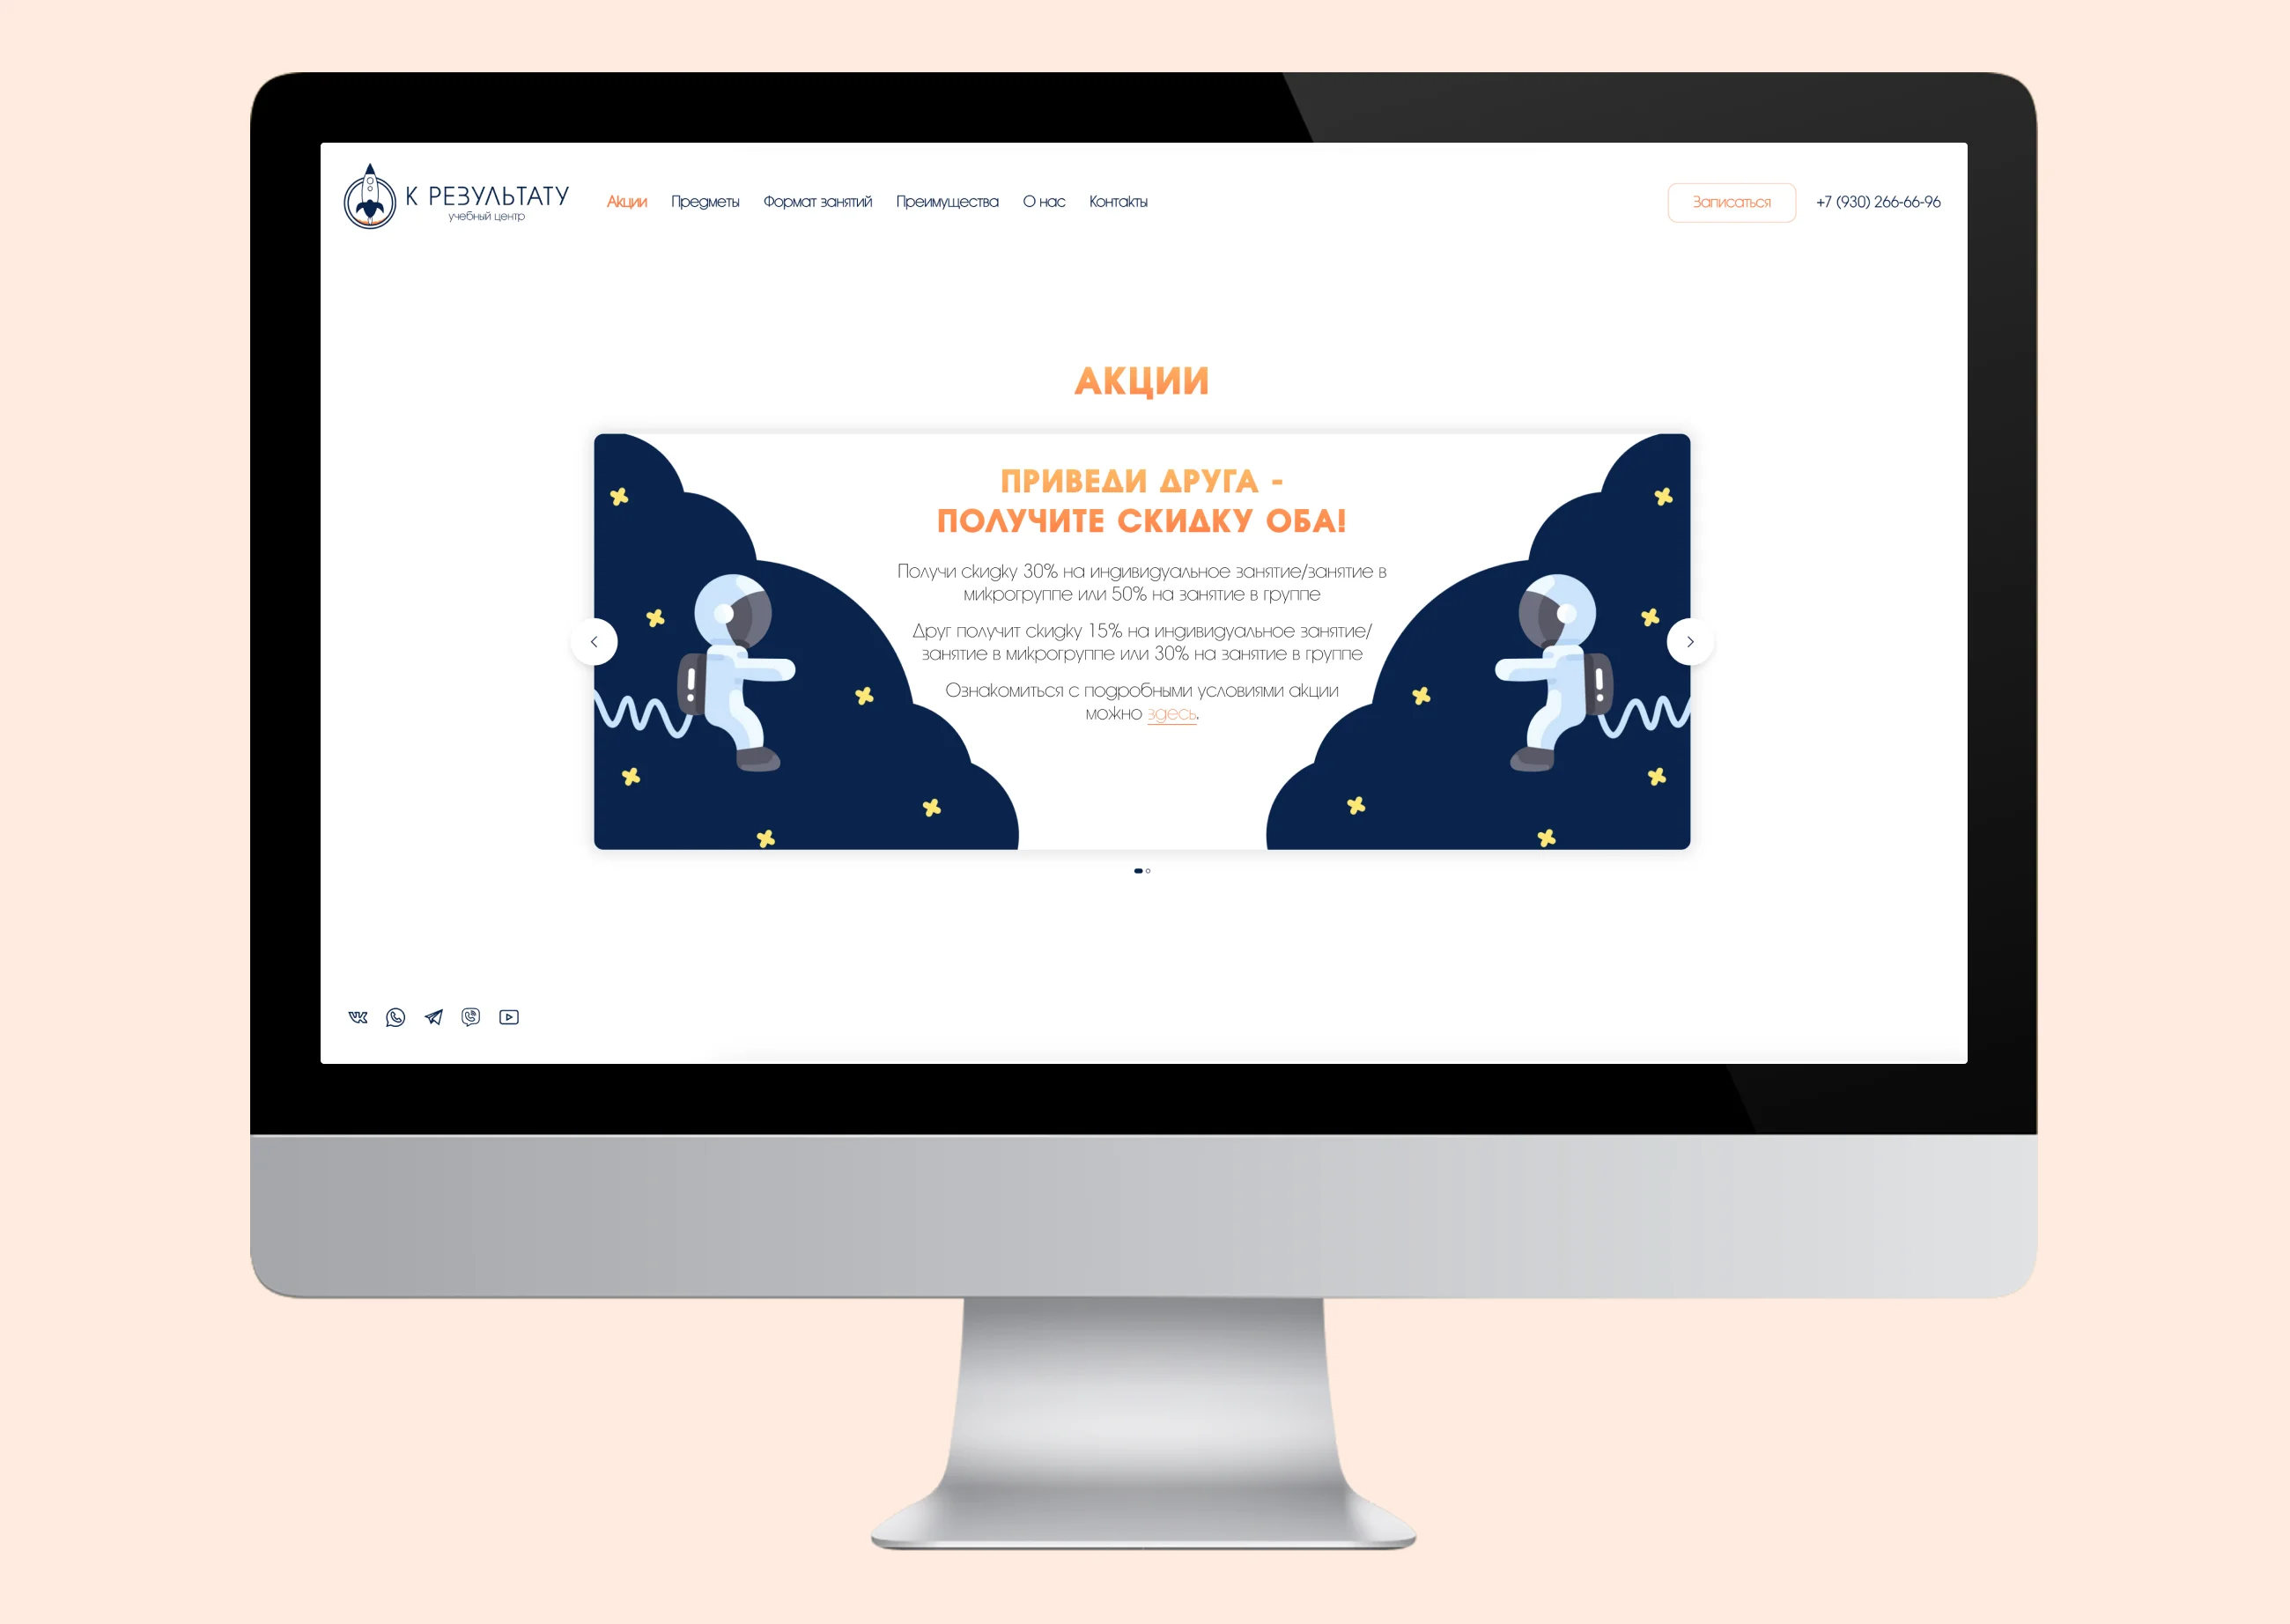 К РЕЗУЛЬТАТУ
учебный центр
Акции
Предметы
Формат занятий
Преимущества
О нас
Контакты
Записаться
+7 (930) 266-66-96
АКЦИИ
ПРИВЕДИ ДРУГА -
ПОЛУЧИТЕ СКИДКУ ОБА!
Получи скидку 30% на индивидуальное занятие/занятие в
микрогруппе или 50% на занятие в группе
Друг получит скидку 15% на индивидуальное занятие/
занятие в микрогруппе или 30% на занятие в группе
Ознакомиться с подробными условиями акции
можно здесь.